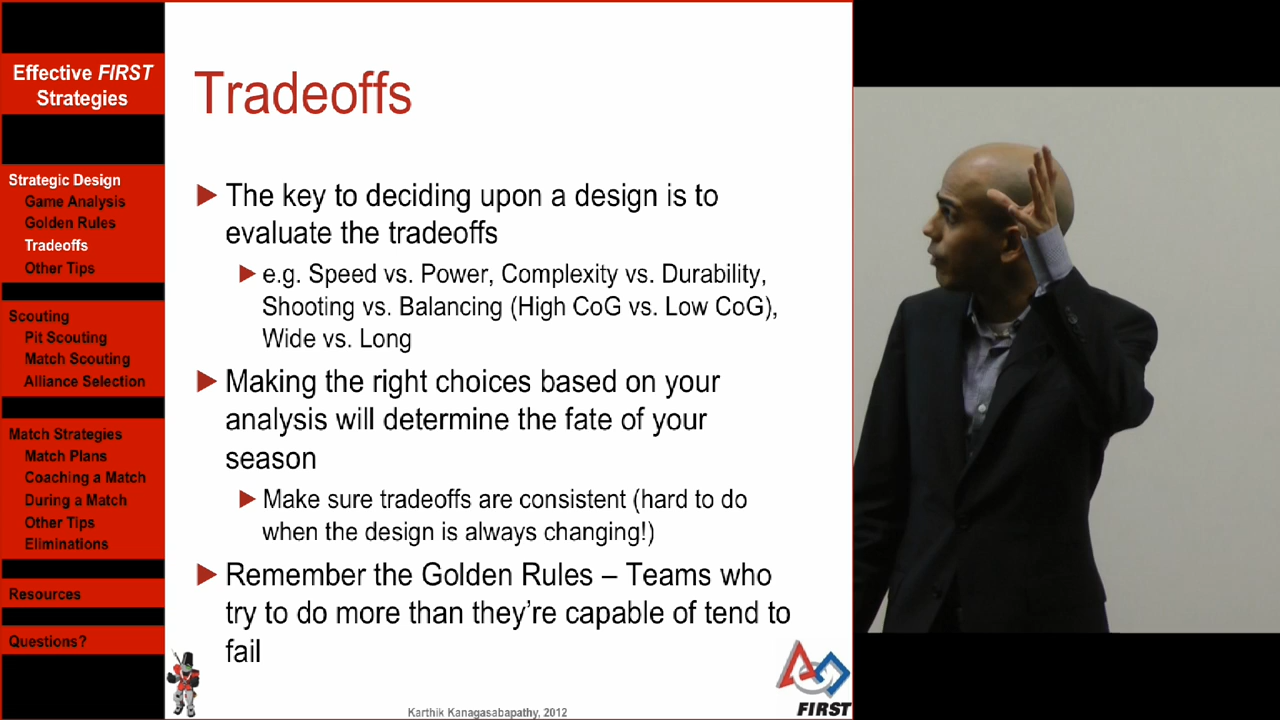 Effective FIRST
Strategies
Strategic Design
Game Analysis
Golden Rules
Tradeoffs
Other Tips
Scouting
Pit Scouting
Match Scouting
Alliance Selection
Match Strategies
Match Plans
Coaching a Match
During a Match
Other Tips
Eliminations
Resources
Questions?
Tradeoffs
The key to deciding upon a design is to
evaluate the tradeoffs
e.g. Speed vs. Power, Complexity vs. Durability,
Shooting vs. Balancing (High CoG vs. Low CoG),
Wide vs. Long
Making the right choices based on your
analysis will determine the fate of your
season
Make sure tradeoffs are consistent (hard to do
when the design is always changing!)
Remember the Golden Rules – Teams who
try to do more than they're capable of tend to
fail
Karthik Kanagasabapathy, 2012
FIRST